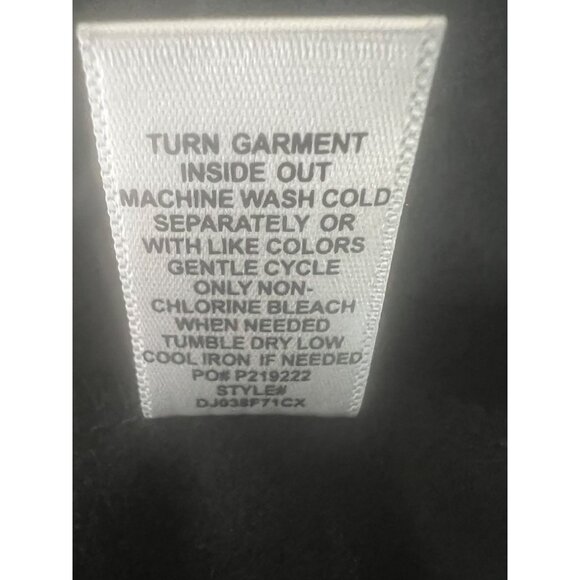 TURN GARMENT
INSIDE OUT
MACHINE WASH COLD
SEPARATELY OR
WITH LIKE COLORS
GENTLE CYCLE
ONLY NON-
CHLORINE BLEACH
WHEN NEEDED
TUMBLE DRY LOW
COOL IRON IF NEEDED
PO# P219222
STYLE#
DJ038F71CX